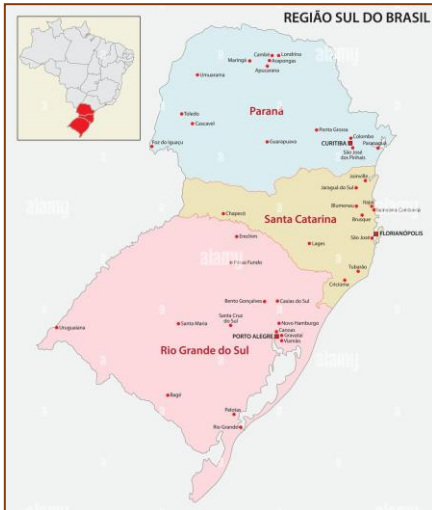 REGIÃO SUL DO BRASIL
Cambé
Londrina
Maringá
Arapongas
Apucarana
Umuarama
Paraná
Toledo
Cascavel
Ponta Grossa
Colombo
Foz do Iguaçu
Guarapuava
CURITIBA
Paranaguá
São José
dos Pinhais
Joinville
Jaraguá do Sul
Blumenau
Itajaí
Balneário Camboriú
Chapecó
Santa Catarina
Brusque
FLORIANÓPOLIS
São José
Erechim
Lages
Passo Fundo
Tubarão
Criciúma
Bento Gonçalves
Caxias do Sul
Uruguaiana
Santa Maria
Santa Cruz
do Sul
Novo Hamburgo
Canoas
PORTO ALEGRE
Gravataí
Viamão
Rio Grande do Sul
Bagé
Pelotas
Rio Grande
alamy